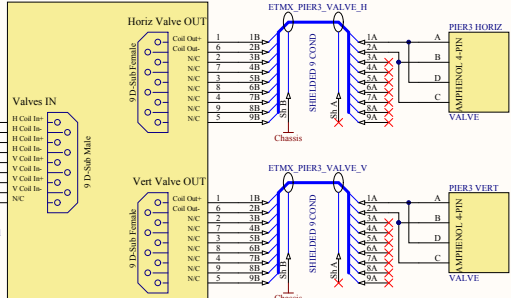 ETMX_PIER3_VALVE_H
Horiz Valve OUT
9 D-Sub Female
Coil Out+ 1 1B
Coil Out- 6 2B
N/C 2 3B
N/C 7 4B
N/C 3 5B
N/C 8 6B
N/C 4 7B
N/C 9 8B
N/C 5 9B
Sh B
Chassis
SHIELDED 9 COND
Sh A
1A
2A
3A
4A
5A
6A
7A
8A
9A
PIER3 HORIZ
A
B
D
C
AMPHENOL 4-PIN
VALVE
Valves IN
H Coil In+
H Coil In-
H Coil In+
H Coil In-
V Coil In+
V Coil In-
V Coil In+
V Coil In-
N/C
9 D-Sub Male
ETMX_PIER3_VALVE_V
Vert Valve OUT
9 D-Sub Female
Coil Out+ 1 1B
Coil Out- 6 2B
N/C 2 3B
N/C 7 4B
N/C 3 5B
N/C 8 6B
N/C 4 7B
N/C 9 8B
N/C 5 9B
Sh B
Chassis
SHIELDED 9 COND
Sh A
1A
2A
3A
4A
5A
6A
7A
8A
9A
PIER3 VERT
A
B
D
C
AMPHENOL 4-PIN
VALVE